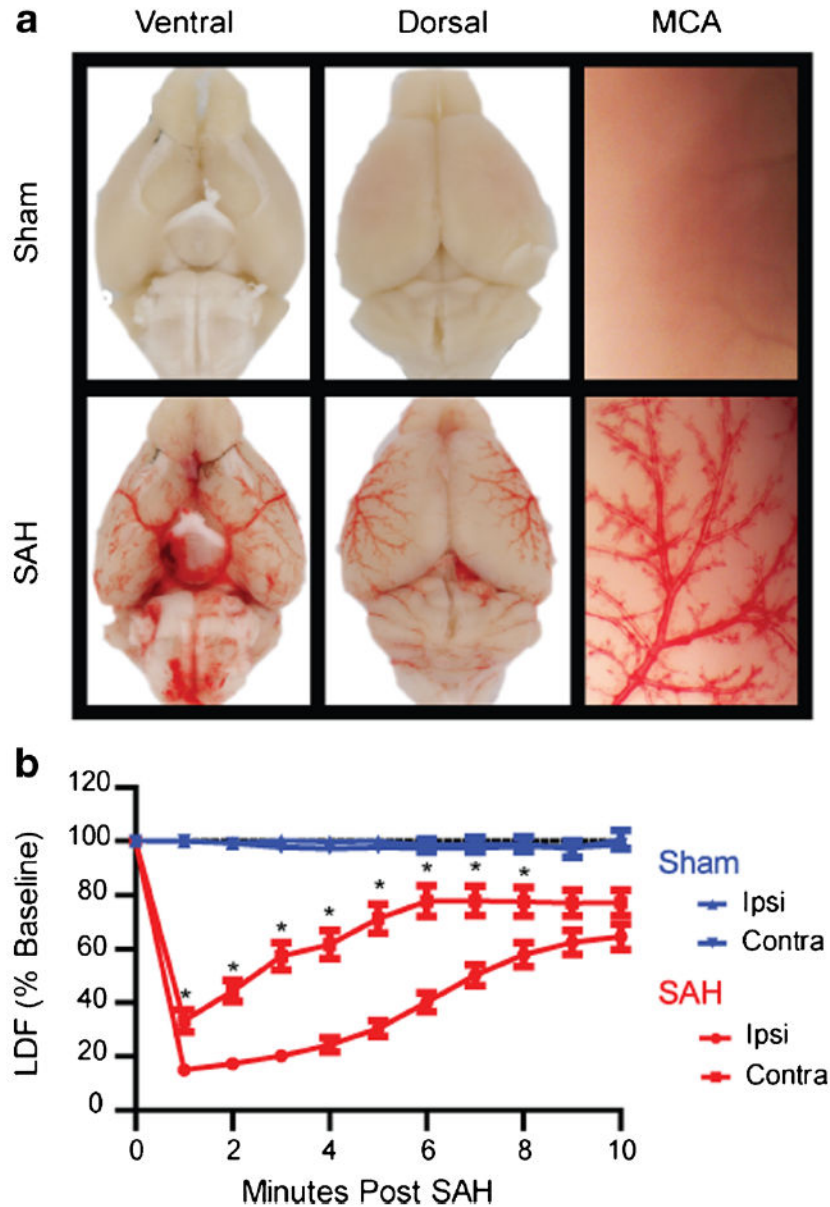 a
Ventral Dorsal MCA
Sham
SAH
b
LDF (% Baseline)
120
100
80
60
40
20
0
* * * * * * * *
0 2 4 6 8 10
Minutes Post SAH
Sham
Ipsi
Contra
SAH
Ipsi
Contra